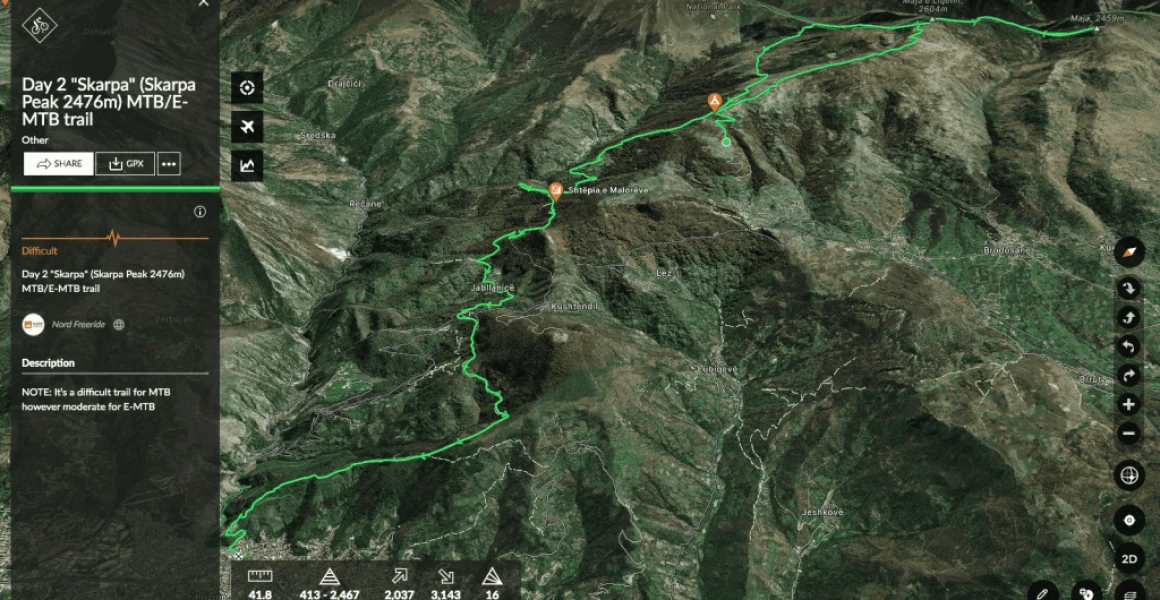 Day 2 "Skarpa" (Skarpa
Peak 2476m) MTB/E-
MTB trail
Other
SHARE
GPX
Difficult
Day 2 "Skarpa" (Skarpa Peak 2476m)
MTB/E-MTB trail
Nord Freeride
Description
NOTE: It's a difficult trail for MTB
however moderate for E-MTB
National Park
2604m
Maja, 2459m
Drajčići
Sredska
Rečane
Shtëpia e Malorëve
Brodosanë
Lez
Jabllanicë
Kushtendil
Lubiqevë
Jeshkovë
2D
41.8
413 - 2,467
2,037
3,143
16